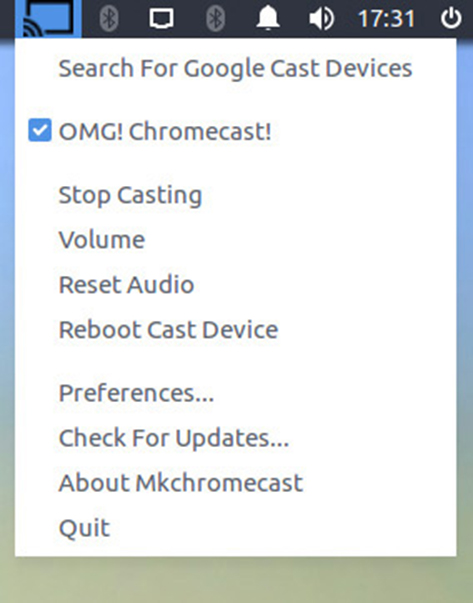 17:31
Search For Google Cast Devices
OMG! Chromecast!
Stop Casting
Volume
Reset Audio
Reboot Cast Device
Preferences...
Check For Updates...
About Mkchromecast
Quit